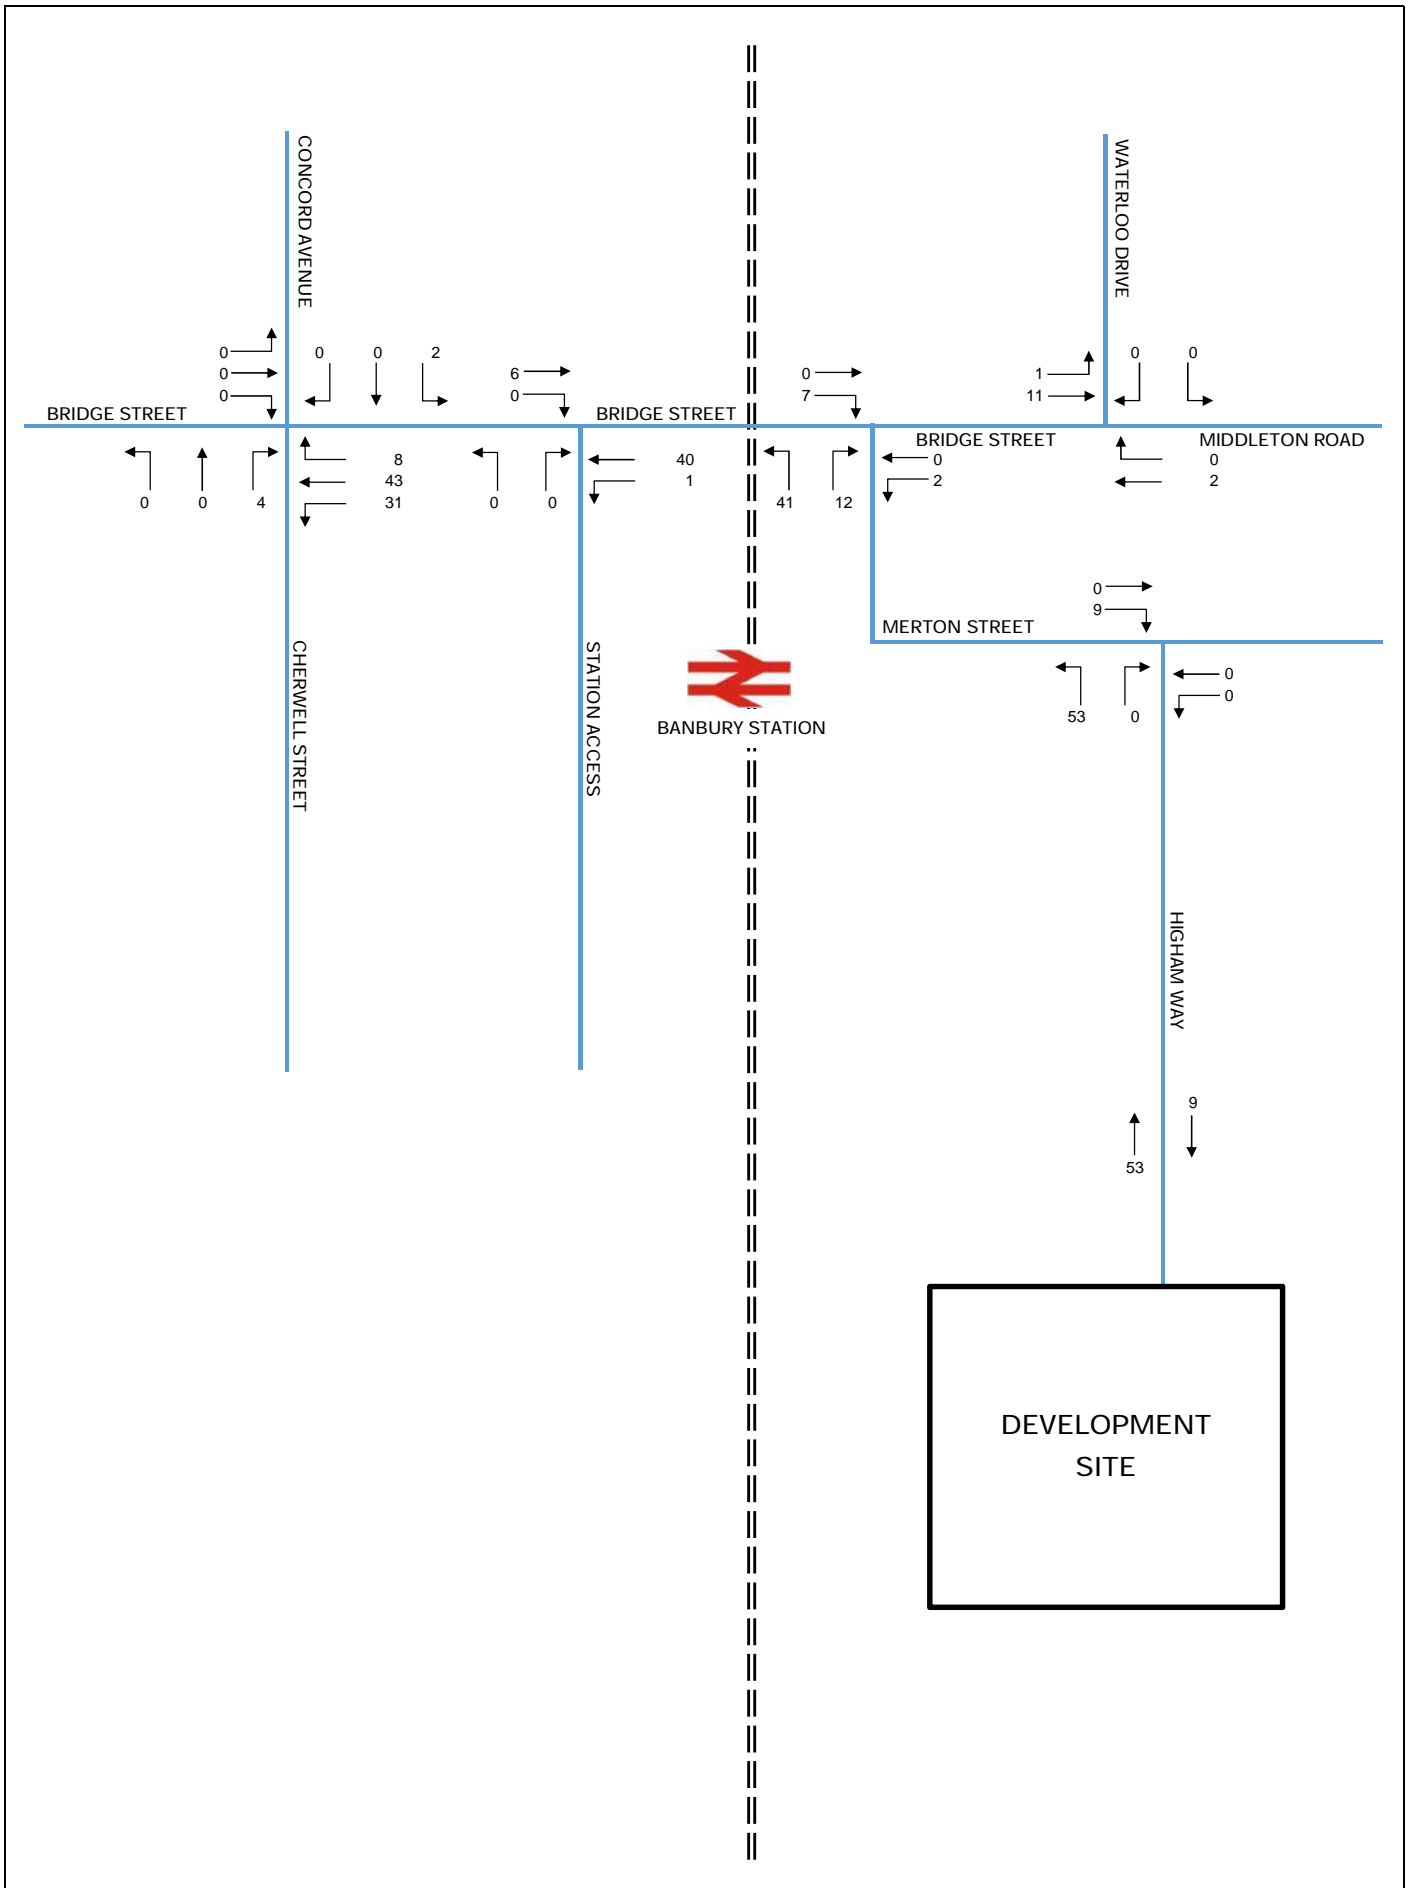 CONCORD AVENUE
WATERLOO DRIVE
0
0
0
0
0
2
6
0
0
7
1
11
0
0
BRIDGE STREET
BRIDGE STREET
BRIDGE STREET
MIDDLETON ROAD
0
0
4
8
43
31
0
0
40
1
41
12
0
2
0
2
0
9
MERTON STREET
CHERWELL STREET
STATION ACCESS
BANBURY STATION
53
0
0
0
HIGHAM WAY
9
53
DEVELOPMENT
SITE